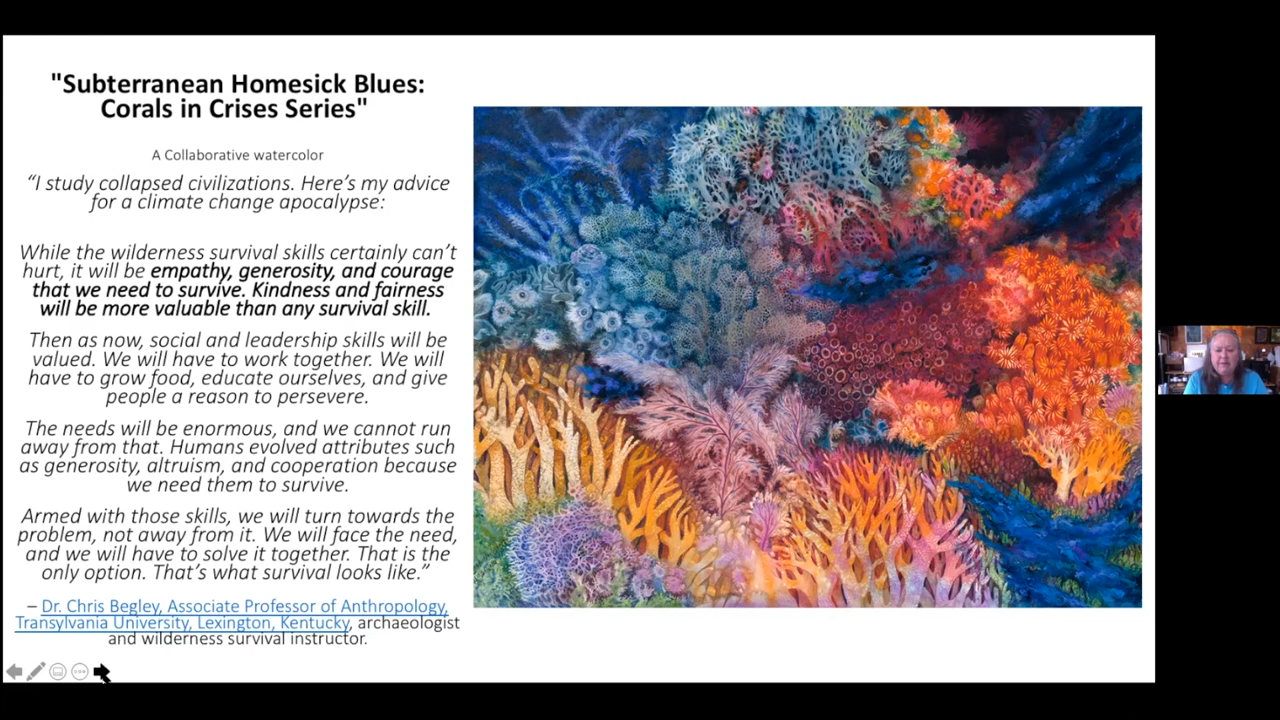 "Subterranean Homesick Blues:
Corals in Crises Series"
A Collaborative watercolor
“I study collapsed civilizations. Here’s my advice
for a climate change apocalypse:
While the wilderness survival skills certainly can’t
hurt, it will be empathy, generosity, and courage
that we need to survive. Kindness and fairness
will be more valuable than any survival skill.
Then as now, social and leadership skills will be
valued. We will have to work together. We will
have to grow food, educate ourselves, and give
people a reason to persevere.
The needs will be enormous, and we cannot run
away from that. Humans evolved attributes such
as generosity, altruism, and cooperation because
we need them to survive.
Armed with those skills, we will turn towards the
problem, not away from it. We will face the need,
and we will have to solve it together. That is the
only option. That’s what survival looks like.”
– Dr. Chris Begley, Associate Professor of Anthropology,
Transylvania University, Lexington, Kentucky, archaeologist
and wilderness survival instructor.